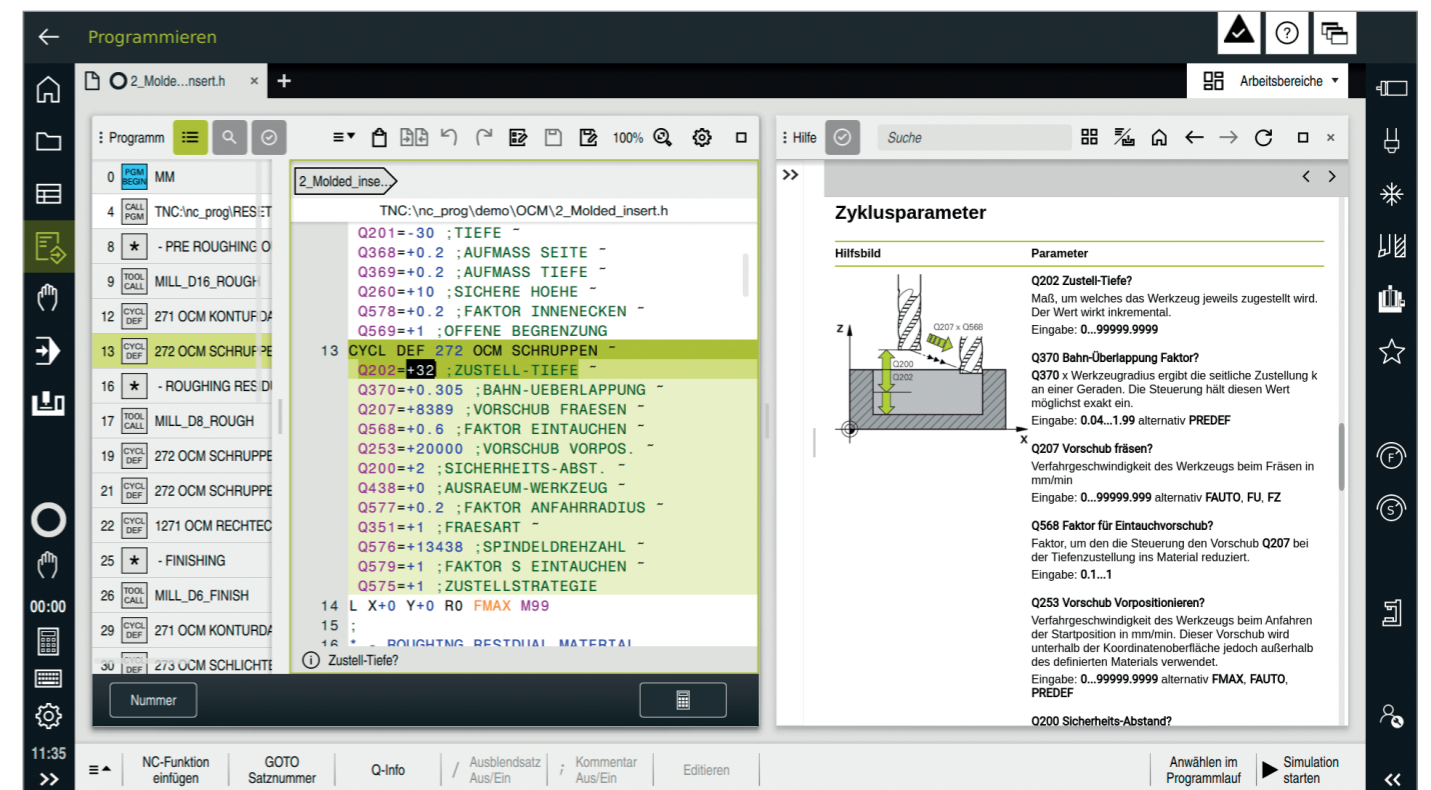 Programmieren
2_Molde...nsert.h × +
Arbeitsbereiche
Programm
100%
0 PGM BEGIN MM
4 CALL PGM TNC:\nc_prog\RESET
8 * - PRE ROUGHING O
9 TOOL CALL MILL_D16_ROUGH
12 CYCL DEF 271 OCM KONTURDA
13 CYCL DEF 272 OCM SCHRUPPE
16 * - ROUGHING RESDU
17 TOOL CALL MILL_D8_ROUGH
19 CYCL DEF 272 OCM SCHRUPPE
21 CYCL DEF 272 OCM SCHRUPPE
22 CYCL DEF 1271 OCM RECHTEC
25 * - FINISHING
26 TOOL CALL MILL_D6_FINISH
29 CYCL DEF 271 OCM KONTURDA
30 DEF 273 OCM SCHLICHTE
2_Molded_inse...
TNC:\nc_prog\demo\OCM\2_Molded_insert.h
Q201=-30 ;TIEFE ~
Q368=+0.2 ;AUFMASS SEITE ~
Q369=+0.2 ;AUFMASS TIEFE ~
Q260=+10 ;SICHERE HOEHE ~
Q578=+0.2 ;FAKTOR INNENECKEN ~
Q569=+1 ;OFFENE BEGRENZUNG
13 CYCL DEF 272 OCM SCHRUPPEN ~
Q202=+32 ;ZUSTELL-TIEFE ~
Q370=+0.305 ;BAHN-UEBERLAPPUNG ~
Q207=+8389 ;VORSCHUB FRAESEN ~
Q568=+0.6 ;FAKTOR EINTAUCHEN ~
Q253=+20000 ;VORSCHUB VORPOS. ~
Q200=+2 ;SICHERHEITS-ABST. ~
Q438=+0 ;AUSRAEUM-WERKZEUG ~
Q577=+0.2 ;FAKTOR ANFAHRRADIUS ~
Q351=+1 ;FRAESART ~
Q576=+13438 ;SPINDELDREHZAHL ~
Q579=+1 ;FAKTOR S EINTAUCHEN ~
Q575=+1 ;ZUSTELLSTRATEGIE
14 L X+0 Y+0 R0 FMAX M99
15 ;
16 * - ROUGHING RESTDUAL MATERIAL
Zustell-Tiefe?
Nummer
Hilfe
Suche
Zyklusparameter
Hilfsbild Parameter
Z
Q207 x Q568
Q200
Q202
X
Q202 Zustell-Tiefe?
Maß, um welches das Werkzeug jeweils zugestellt wird.
Der Wert wirkt inkremental.
Eingabe: 0...99999.9999
Q370 Bahn-Überlappung Faktor?
Q370 x Werkzeugradius ergibt die seitliche Zustellung k
an einer Geraden. Die Steuerung hält diesen Wert
möglichst exakt ein.
Eingabe: 0.04...1.99 alternativ PREDEF
Q207 Vorschub fräsen?
Verfahrgeschwindigkeit des Werkzeugs beim Fräsen in
mm/min
Eingabe: 0...99999.999 alternativ FAUTO, FU, FZ
Q568 Faktor für Eintauchvorschub?
Faktor, um den die Steuerung den Vorschub Q207 bei
der Tiefenzustellung ins Material reduziert.
Eingabe: 0.1...1
Q253 Vorschub Vorpositionieren?
Verfahrgeschwindigkeit des Werkzeugs beim Anfahren
der Startposition in mm/min. Dieser Vorschub wird
unterhalb der Koordinatenoberfläche jedoch außerhalb
des definierten Materials verwendet.
Eingabe: 0...99999.9999 alternativ FMAX, FAUTO,
PREDEF
Q200 Sicherheits-Abstand?
F
S
00:00
11:35
NC-Funktion
einfügen
GOTO
Satznummer
Q-Info
/ Ausblendsatz
Aus/Ein
; Kommentar
Aus/Ein
Editieren
Anwählen im
Programmlauf
Simulation
starten